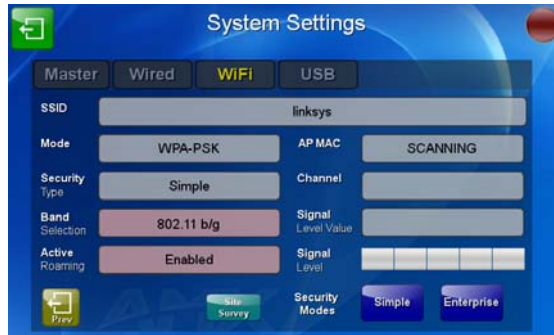 System Settings
Master Wired WiFi USB
SSID linksys
Mode WPA-PSK AP MAC SCANNING
Security Type Simple Channel
Band Selection 802.11 b/g Signal Level Value
Active Roaming Enabled Signal Level
Prev Site Survey Security Modes Simple Enterprise